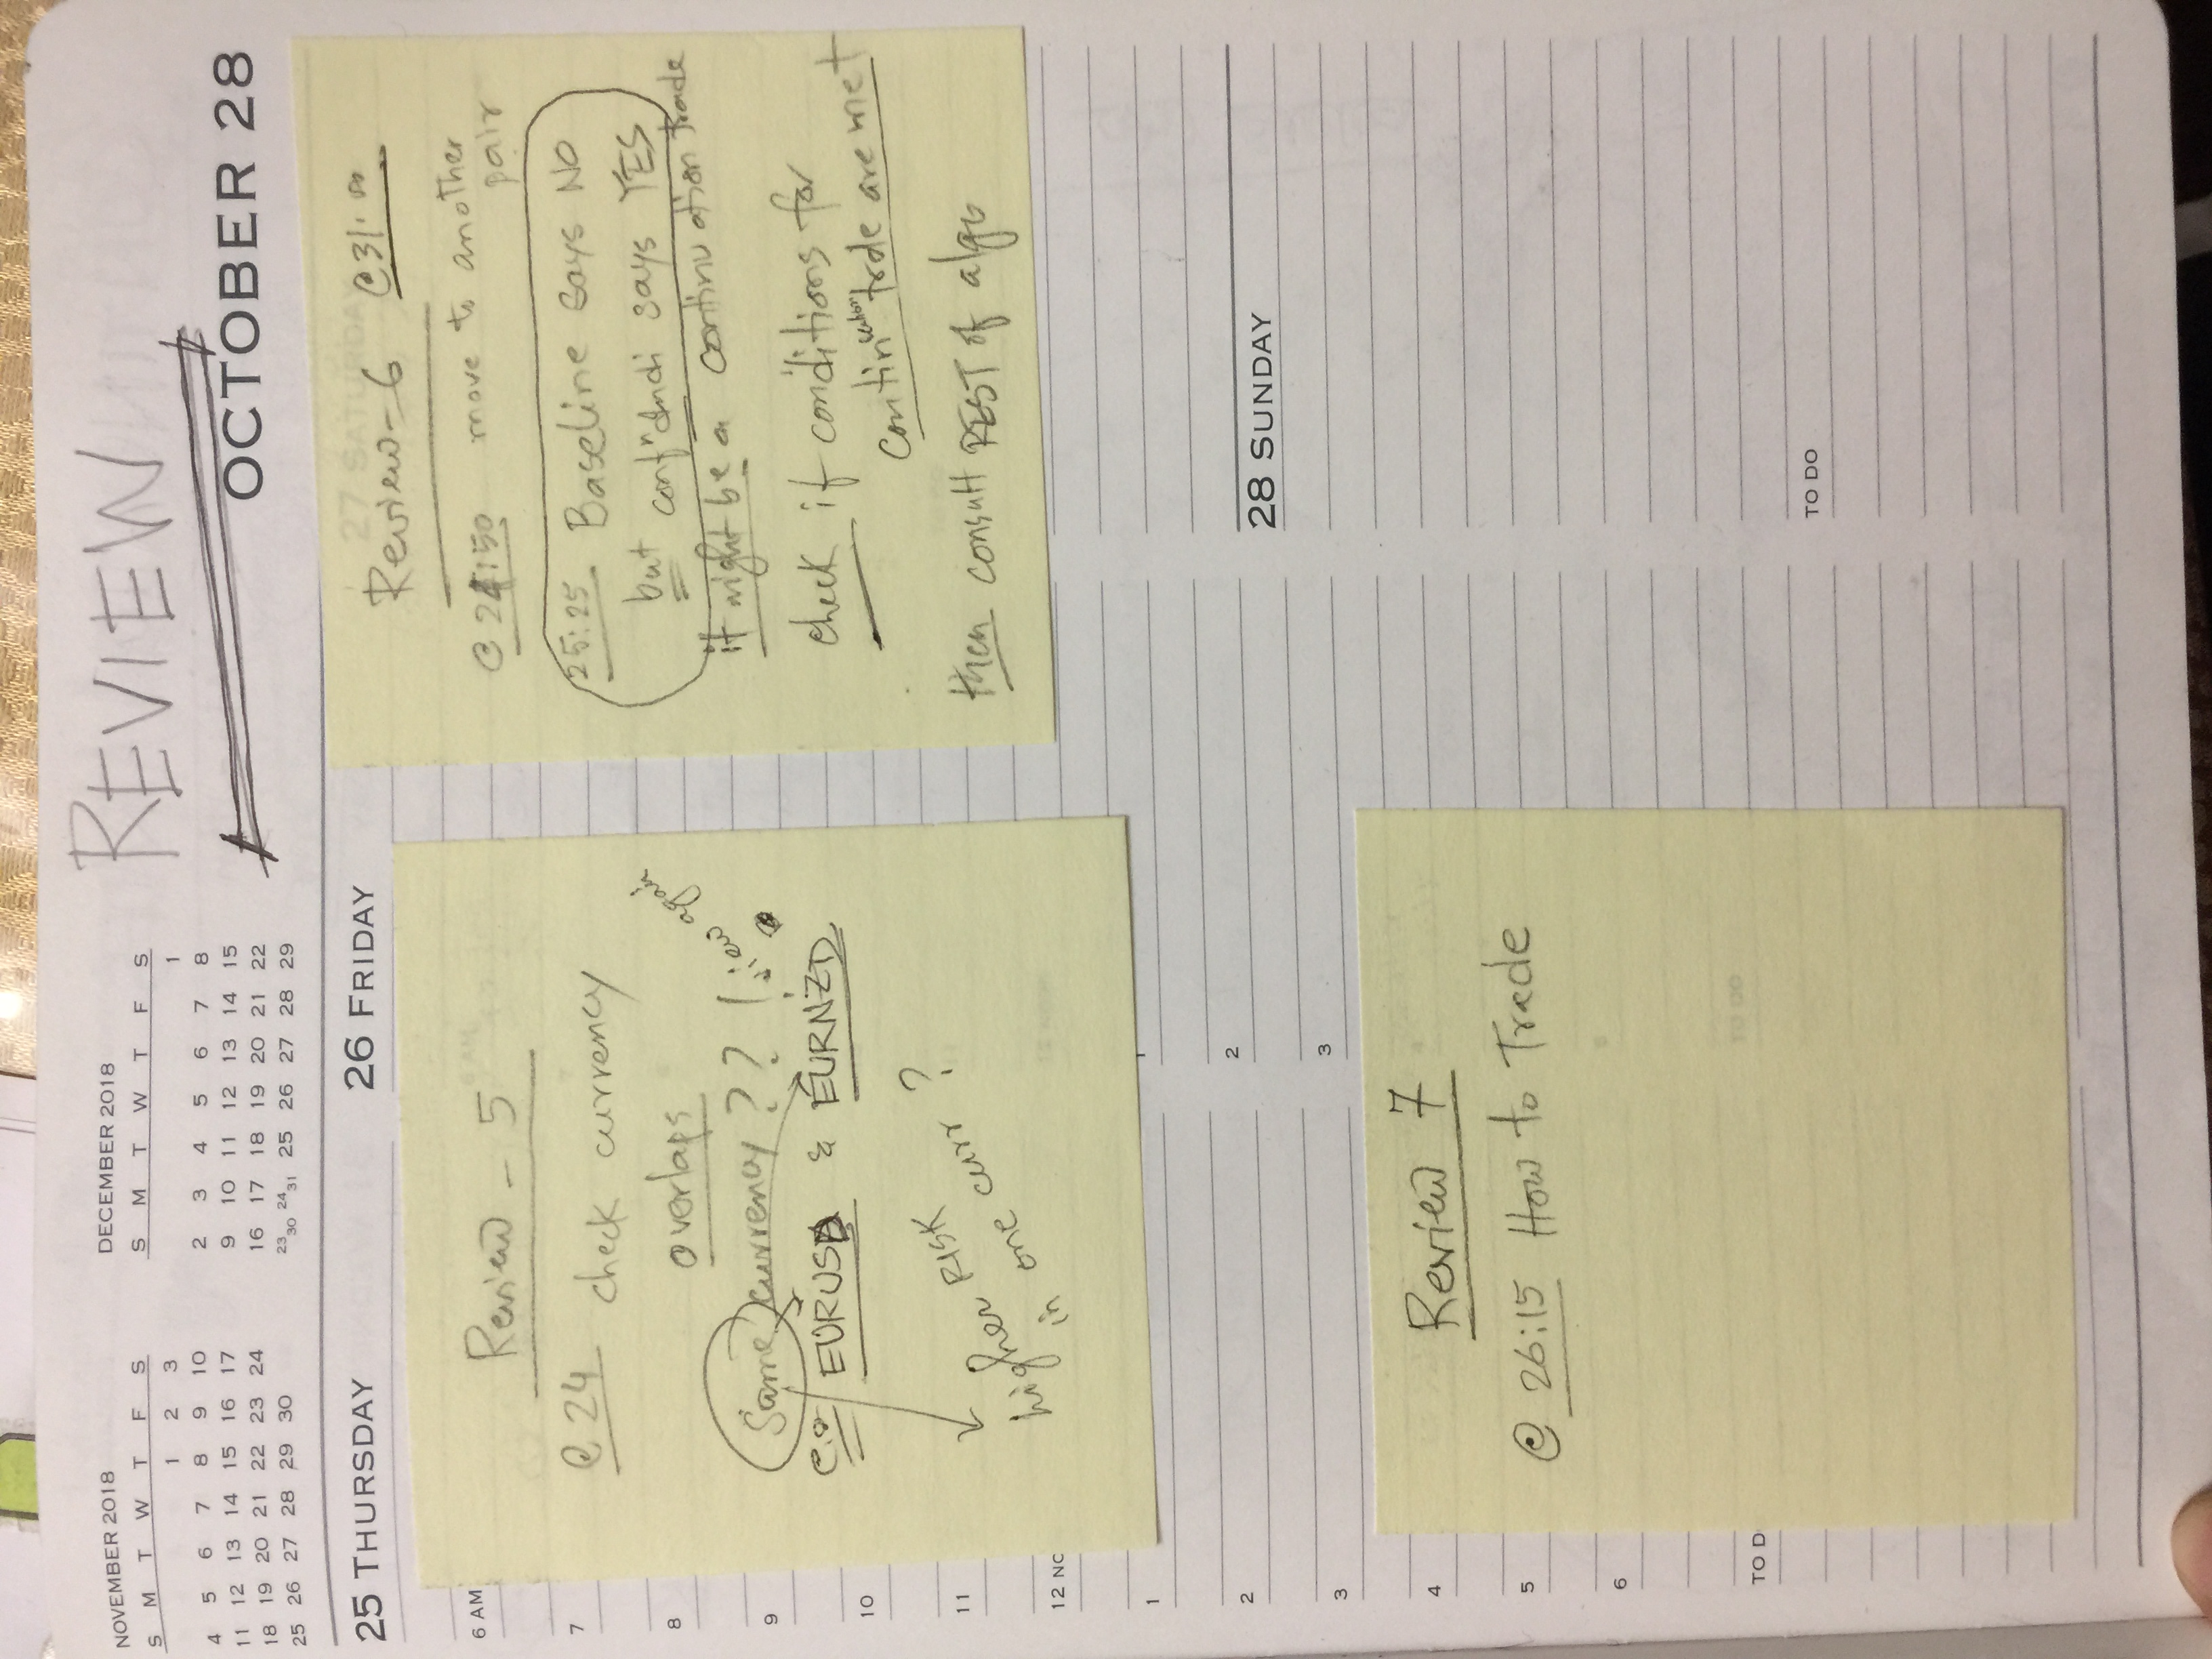 NOVEMBER 2018
S M T W T F S
1 2 3
4 5 6 7 8 9 10
11 12 13 14 15 16 17
18 19 20 21 22 23 24
25 26 27 28 29 30
DECEMBER 2018
S M T W T F S
1
2 3 4 5 6 7 8
9 10 11 12 13 14 15
16 17 18 19 20 21 22
23 30 24 31 25 26 27 28 29
REVIEW
OCTOBER 28
25 THURSDAY
26 FRIDAY
27 SATURDAY
6 AM
7
8
9
10
11
12 NO
1
2
3
4
5
6
TO D
Review - 5
@ 24 check currency
overlaps
Same currency ?? ! view again
e.g EURUSD & EURNZD
higher RISK
in one curr ?
1
2
3
Review 7
@ 26:15 How to Trade
TO DO
Review - 6 @31:00
@ 24:50 move to another
pair
25:25 Baseline says NO
but confn indi says YES
it might be a continuation trade
check if conditions for
continuation trde are met
then consult REST of algo
28 SUNDAY
TO DO